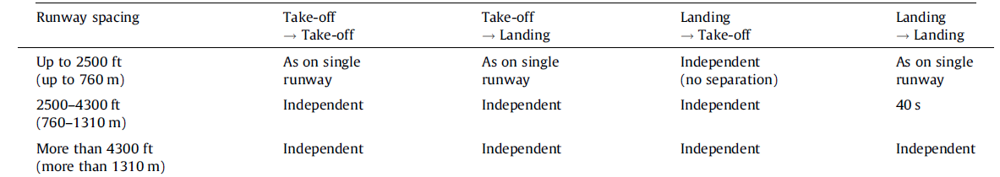 Runway spacing Take-off Take-off Landing Landing
→ Take-off → Landing → Take-off → Landing
Up to 2500 ft As on single As on single Independent As on single
(up to 760 m) runway runway (no separation) runway
2500–4300 ft Independent Independent Independent 40 s
(760–1310 m)
More than 4300 ft Independent Independent Independent Independent
(more than 1310 m)